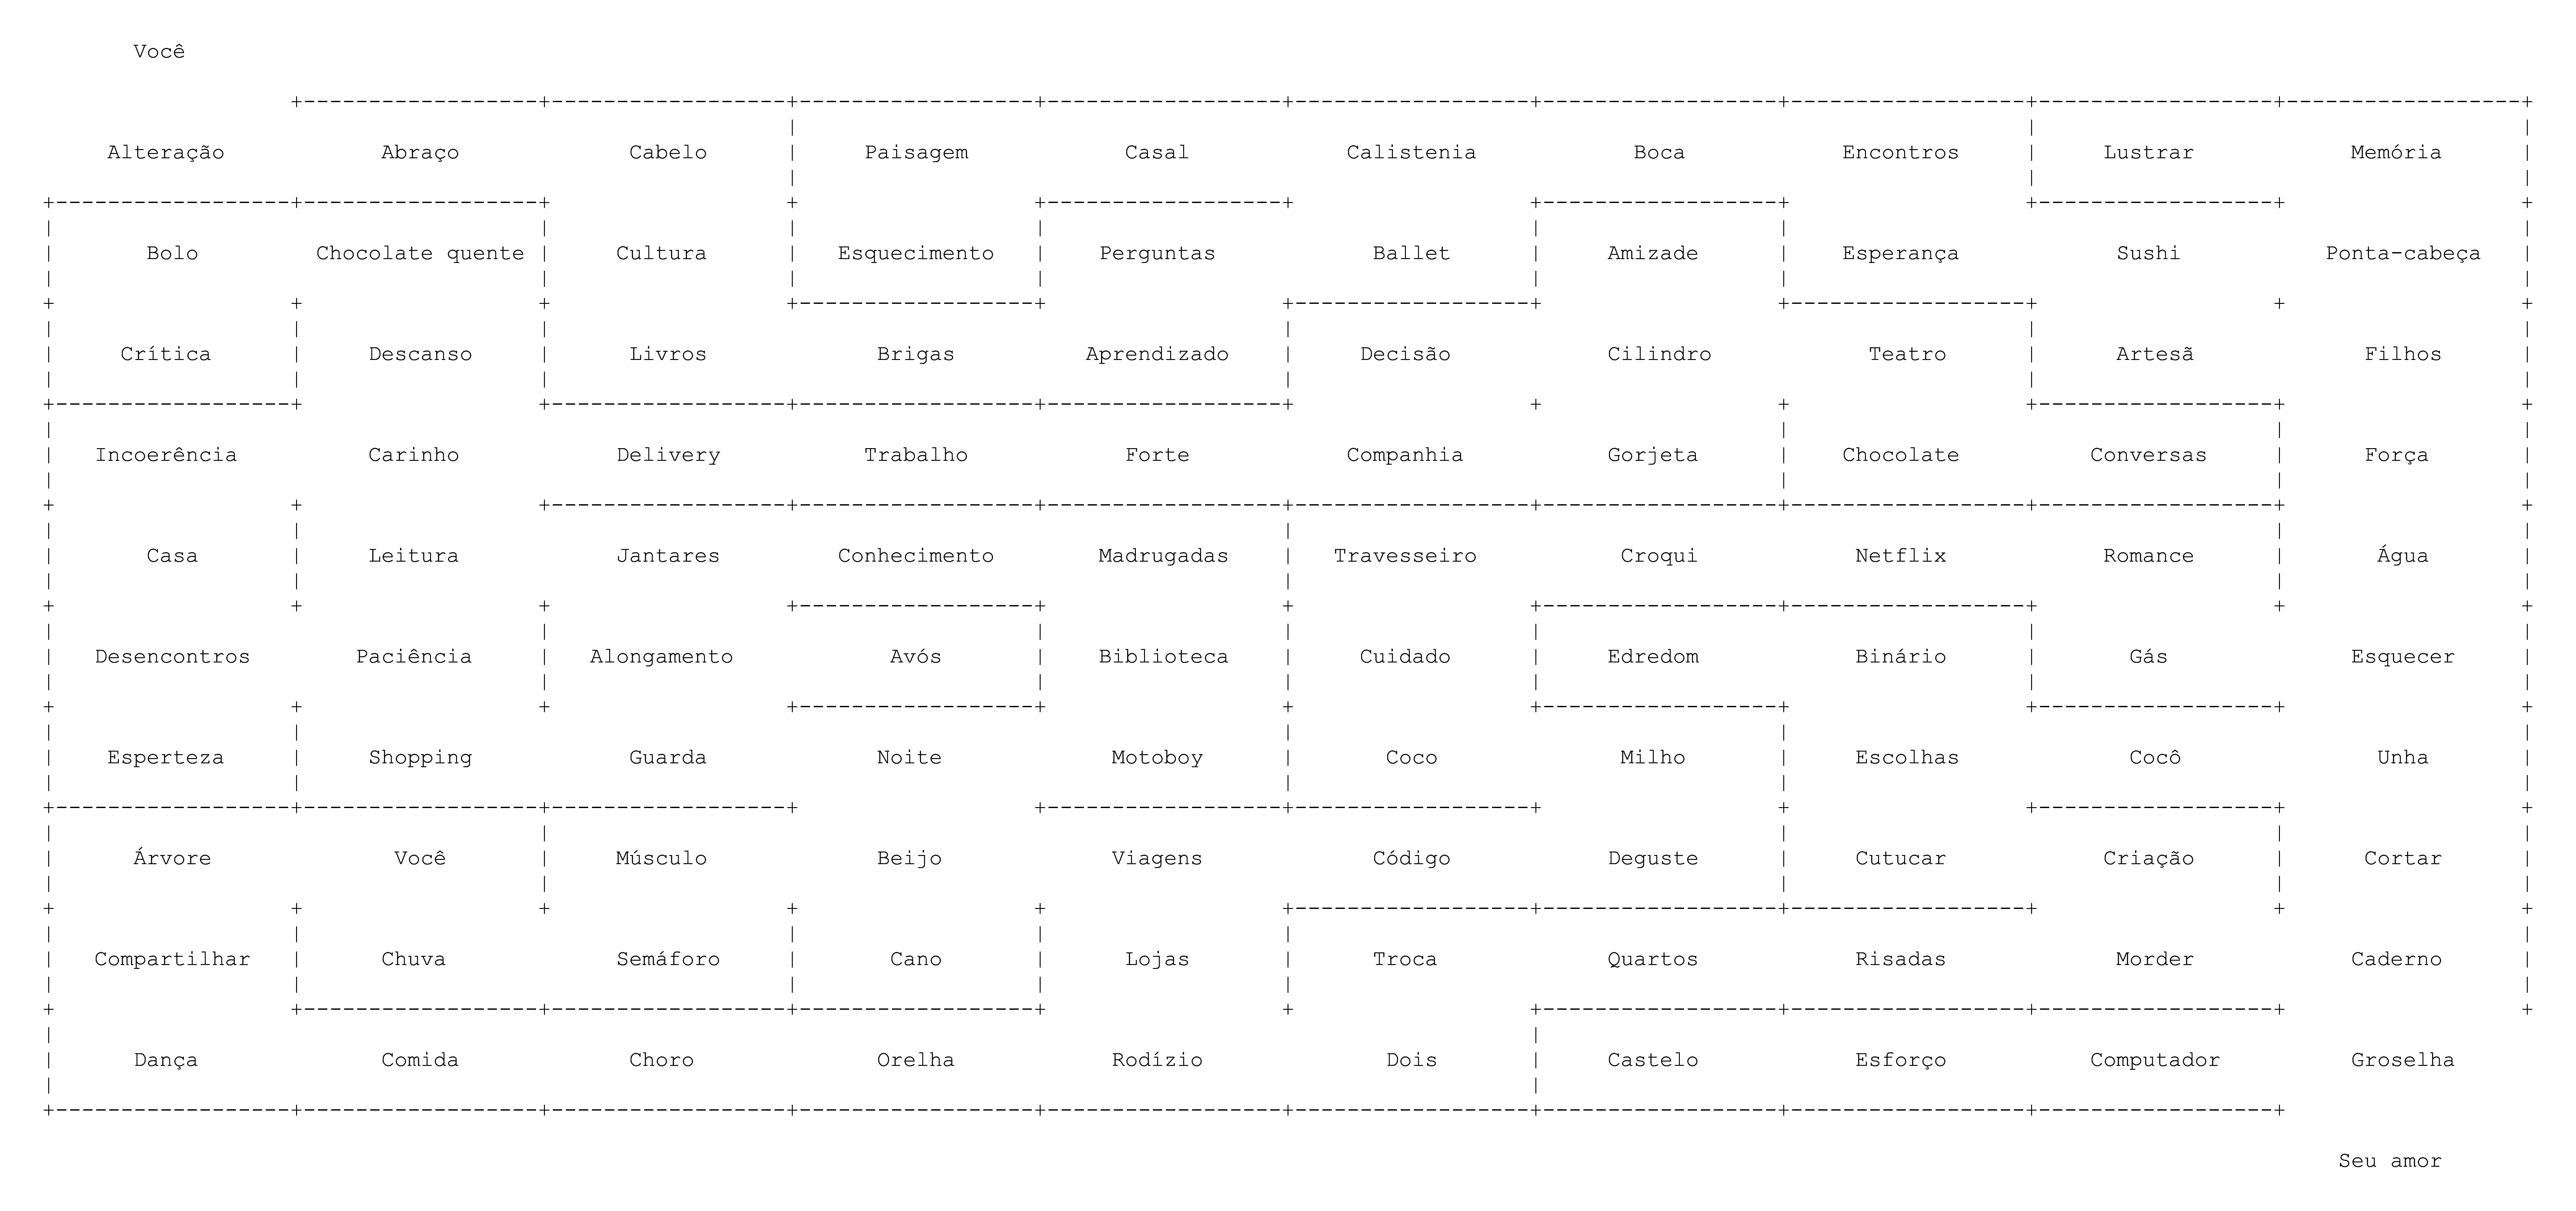 Você
Alteração Abraço Cabelo Paisagem Casal Calistenia Boca Encontros Lustrar Memória
Bolo Chocolate quente Cultura Esquecimento Perguntas Ballet Amizade Esperança Sushi Ponta-cabeça
Crítica Descanso Livros Brigas Aprendizado Decisão Cilindro Teatro Artesã Filhos
Incoerência Carinho Delivery Trabalho Forte Companhia Gorjeta Chocolate Conversas Força
Casa Leitura Jantares Conhecimento Madrugadas Travesseiro Croqui Netflix Romance Água
Desencontros Paciência Alongamento Avós Biblioteca Cuidado Edredom Binário Gás Esquecer
Esperteza Shopping Guarda Noite Motoboy Coco Milho Escolhas Cocô Unha
Árvore Você Músculo Beijo Viagens Código Deguste Cutucar Criação Cortar
Compartilhar Chuva Semáforo Cano Lojas Troca Quartos Risadas Morder Caderno
Dança Comida Choro Orelha Rodízio Dois Castelo Esforço Computador Groselha
Seu amor